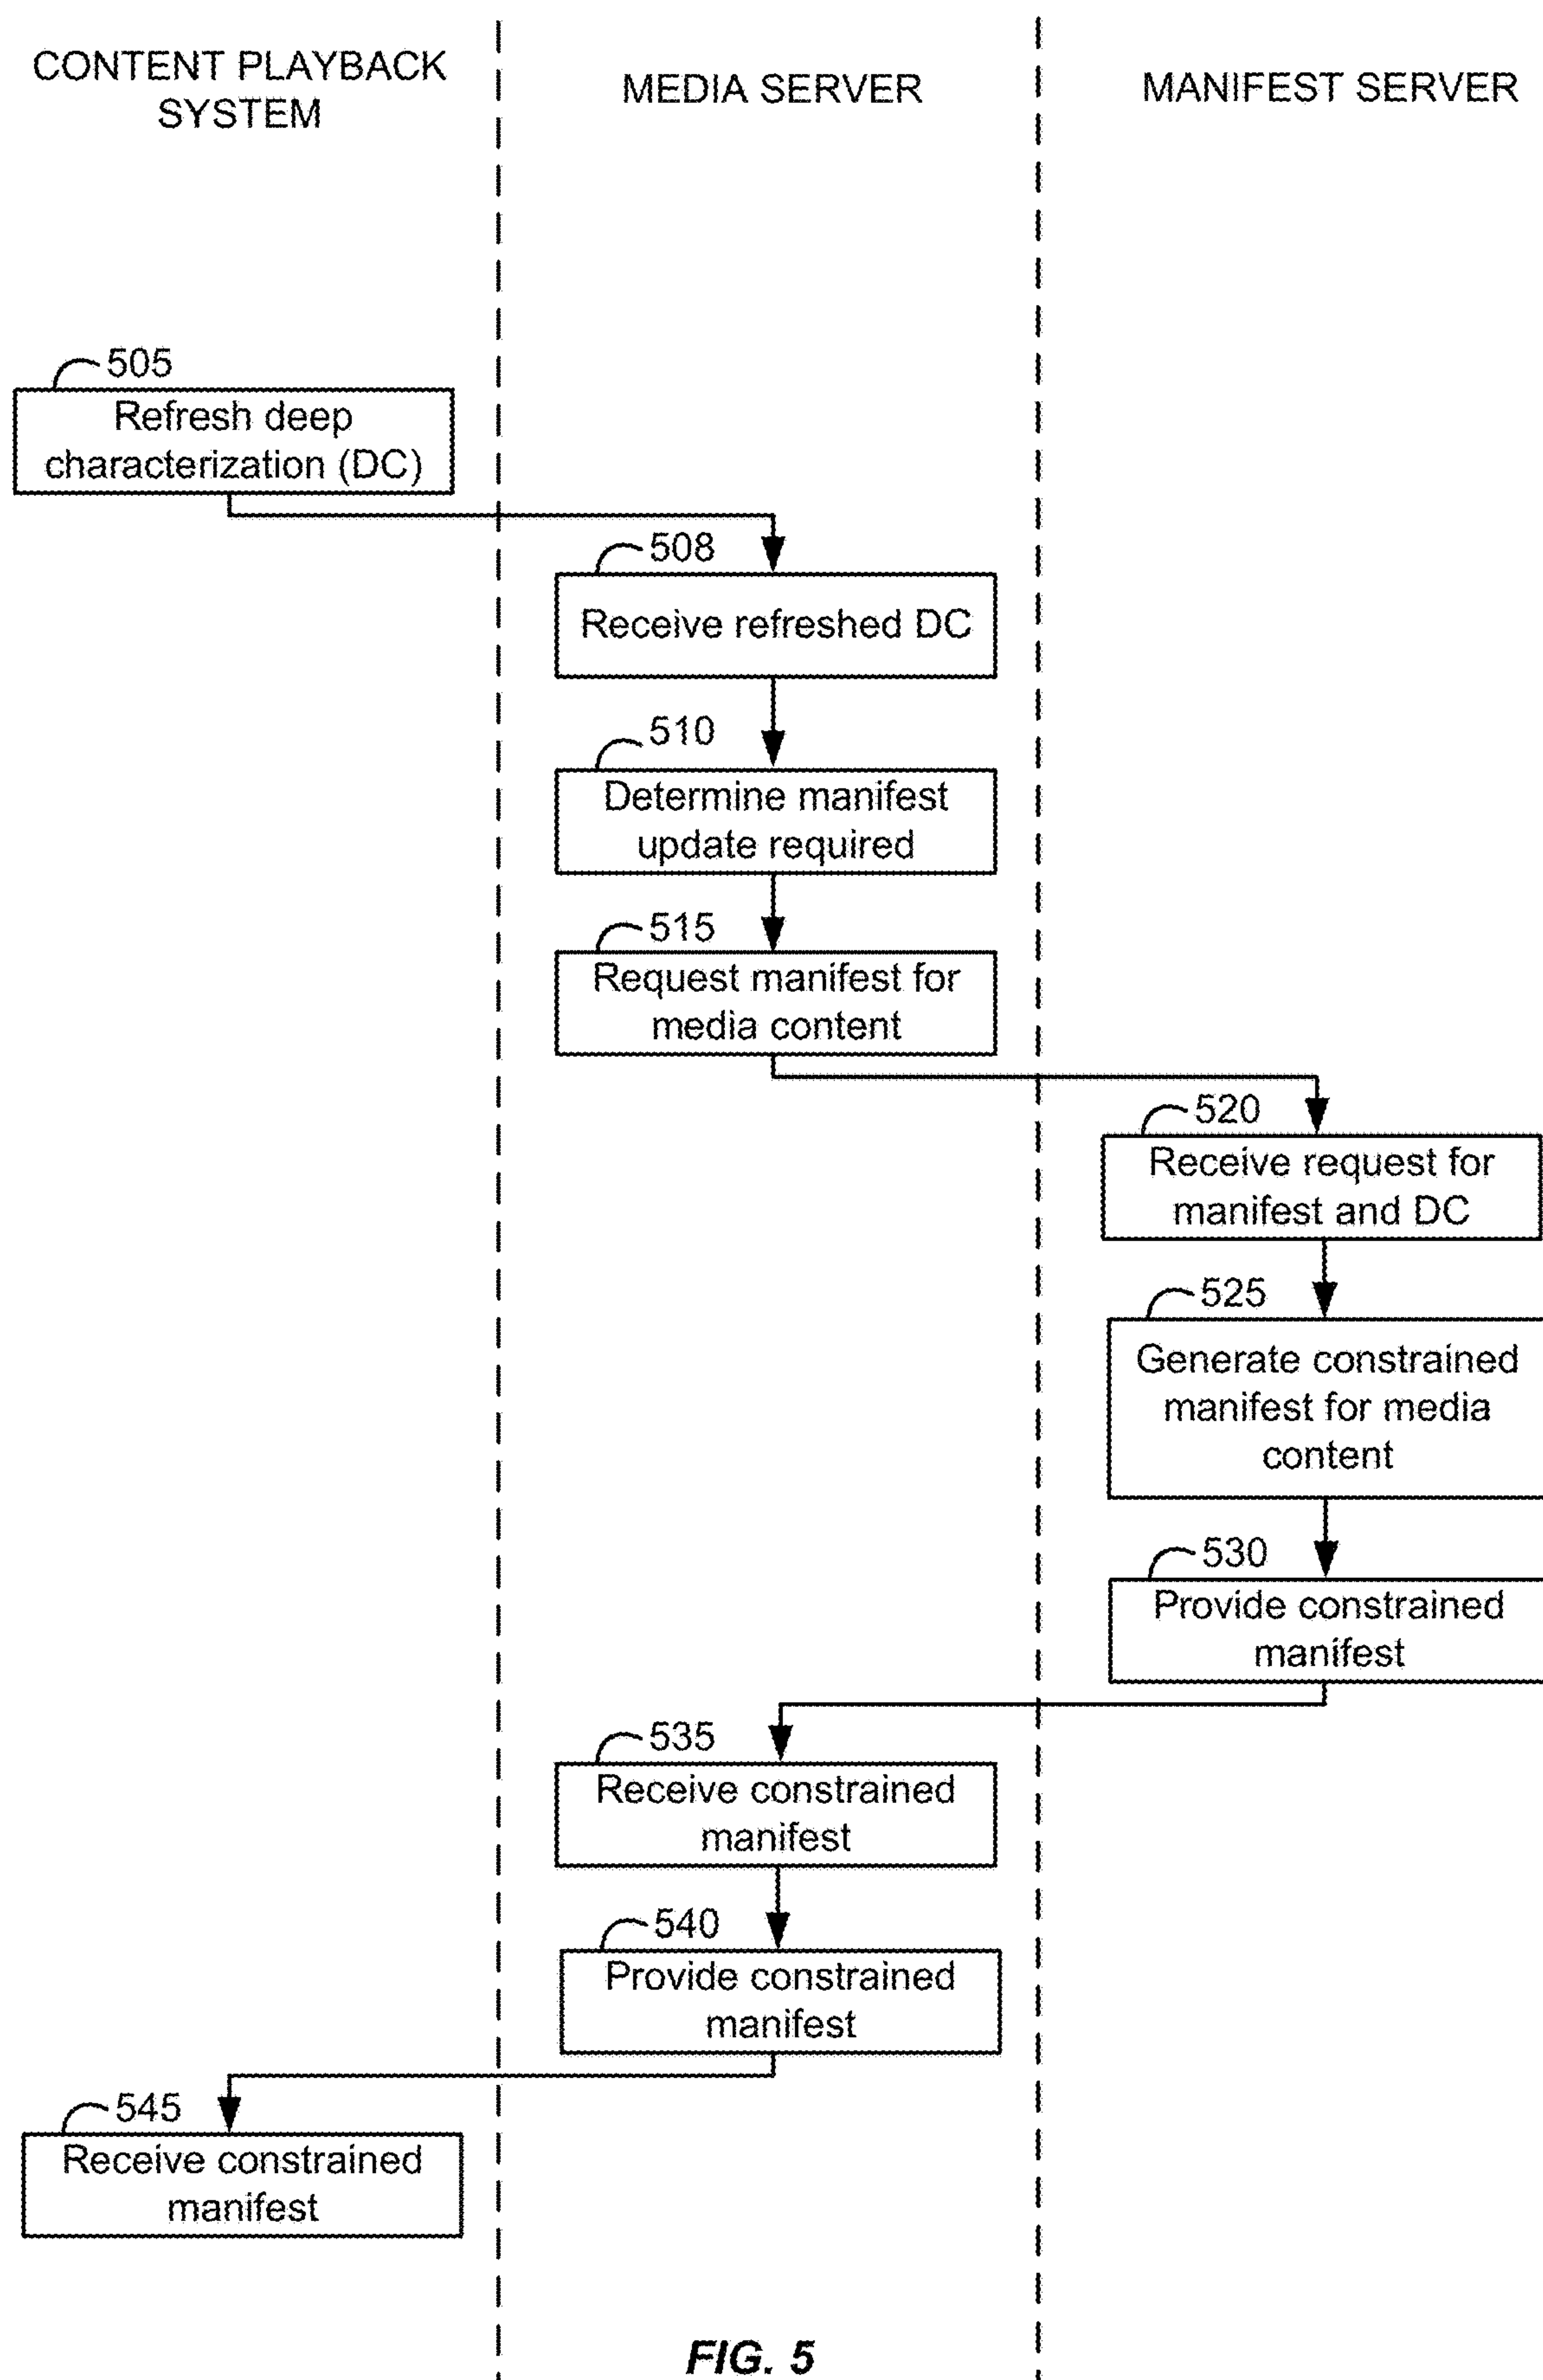 CONTENT PLAYBACK
SYSTEM
MEDIA SERVER
MANIFEST SERVER
505
Refresh deep
characterization (DC)
508
Receive refreshed DC
510
Determine manifest
update required
515
Request manifest for
media content
520
Receive request for
manifest and DC
525
Generate constrained
manifest for media
content
530
Provide constrained
manifest
535
Receive constrained
manifest
540
Provide constrained
manifest
545
Receive constrained
manifest
FIG. 5